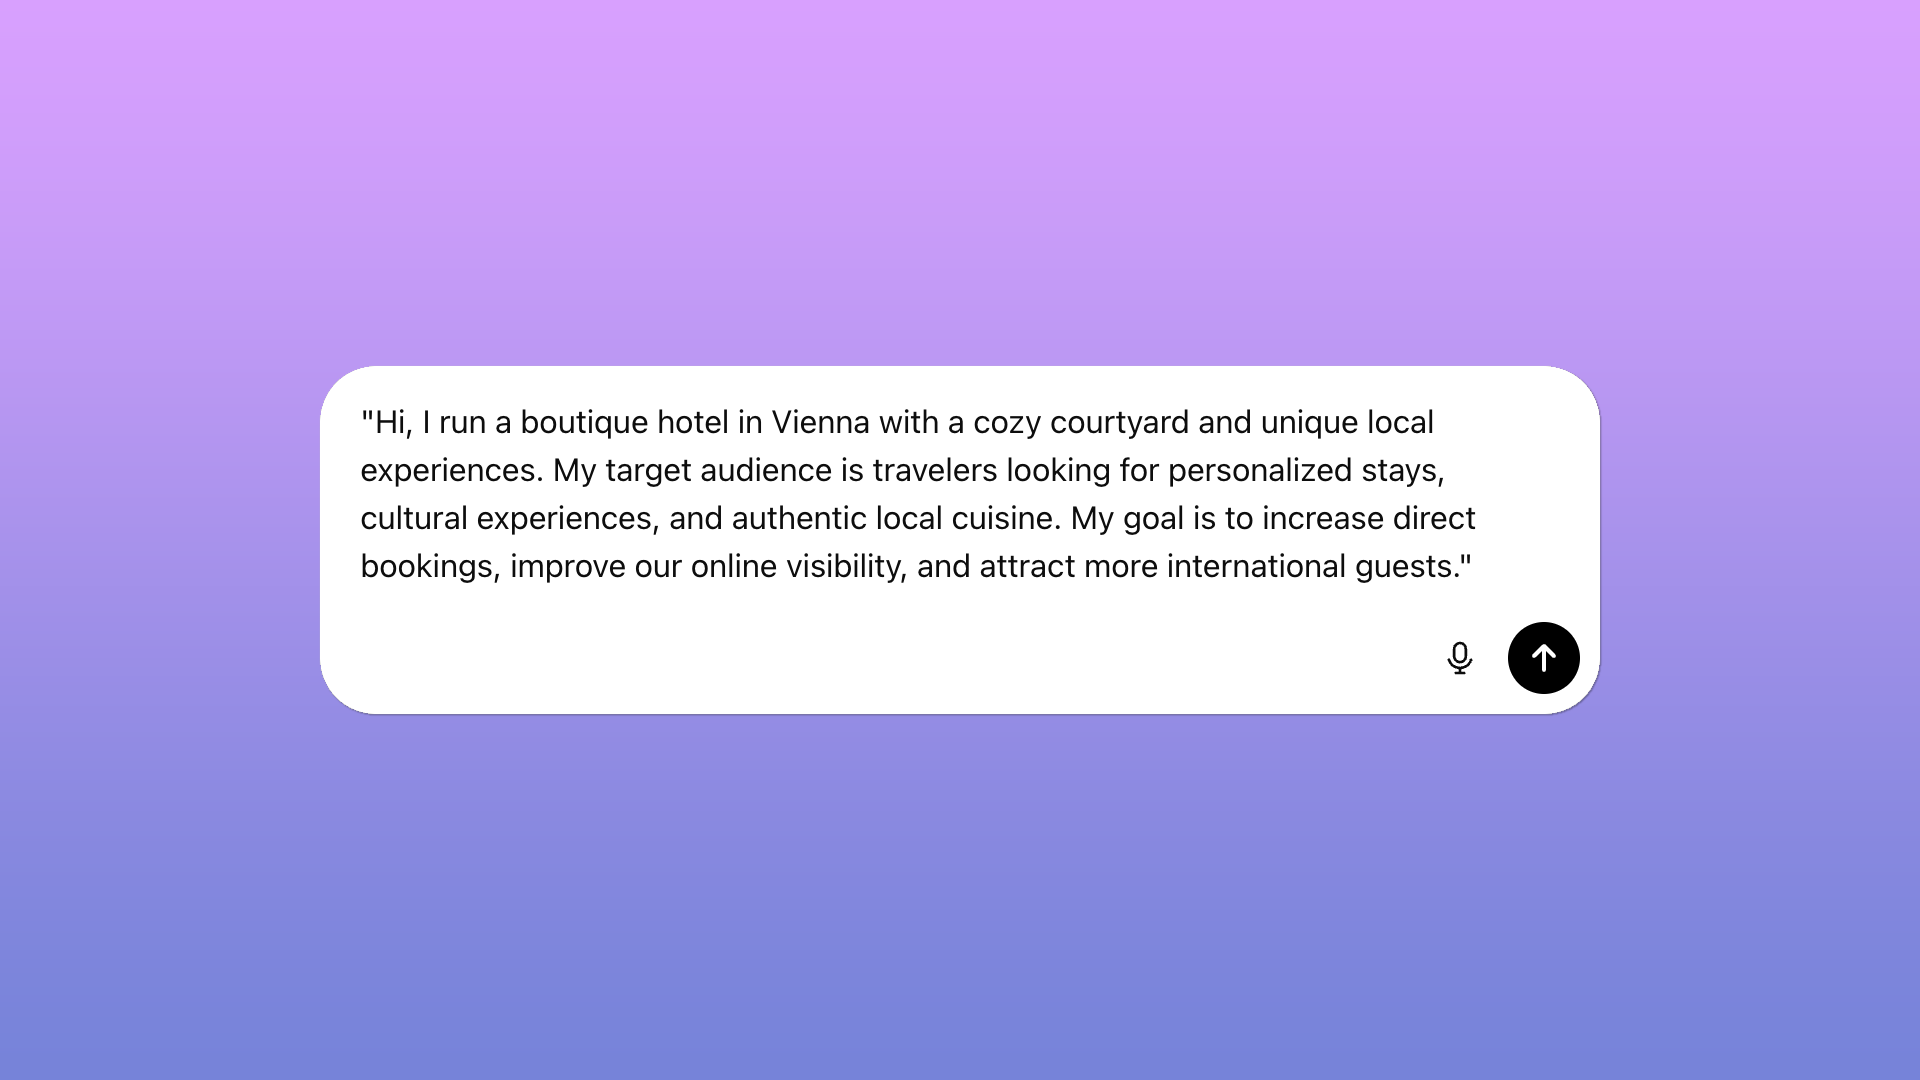 "Hi, I run a boutique hotel in Vienna with a cozy courtyard and unique local
experiences. My target audience is travelers looking for personalized stays,
cultural experiences, and authentic local cuisine. My goal is to increase direct
bookings, improve our online visibility, and attract more international guests."